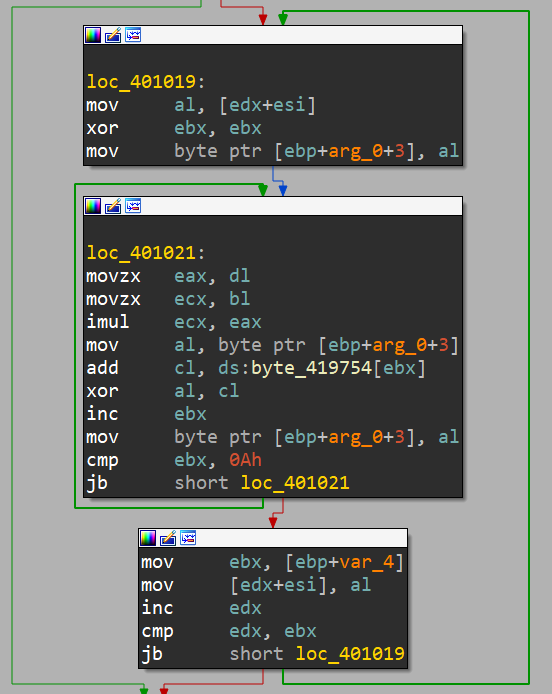 loc_401019:
mov al, [edx+esi]
xor ebx, ebx
mov byte ptr [ebp+arg_0+3], al
loc_401021:
movzx eax, dl
movzx ecx, bl
imul ecx, eax
mov al, byte ptr [ebp+arg_0+3]
add cl, ds:byte_419754[ebx]
xor al, cl
inc ebx
mov byte ptr [ebp+arg_0+3], al
cmp ebx, 0Ah
jb short loc_401021
mov ebx, [ebp+var_4]
mov [edx+esi], al
inc edx
cmp edx, ebx
jb short loc_401019